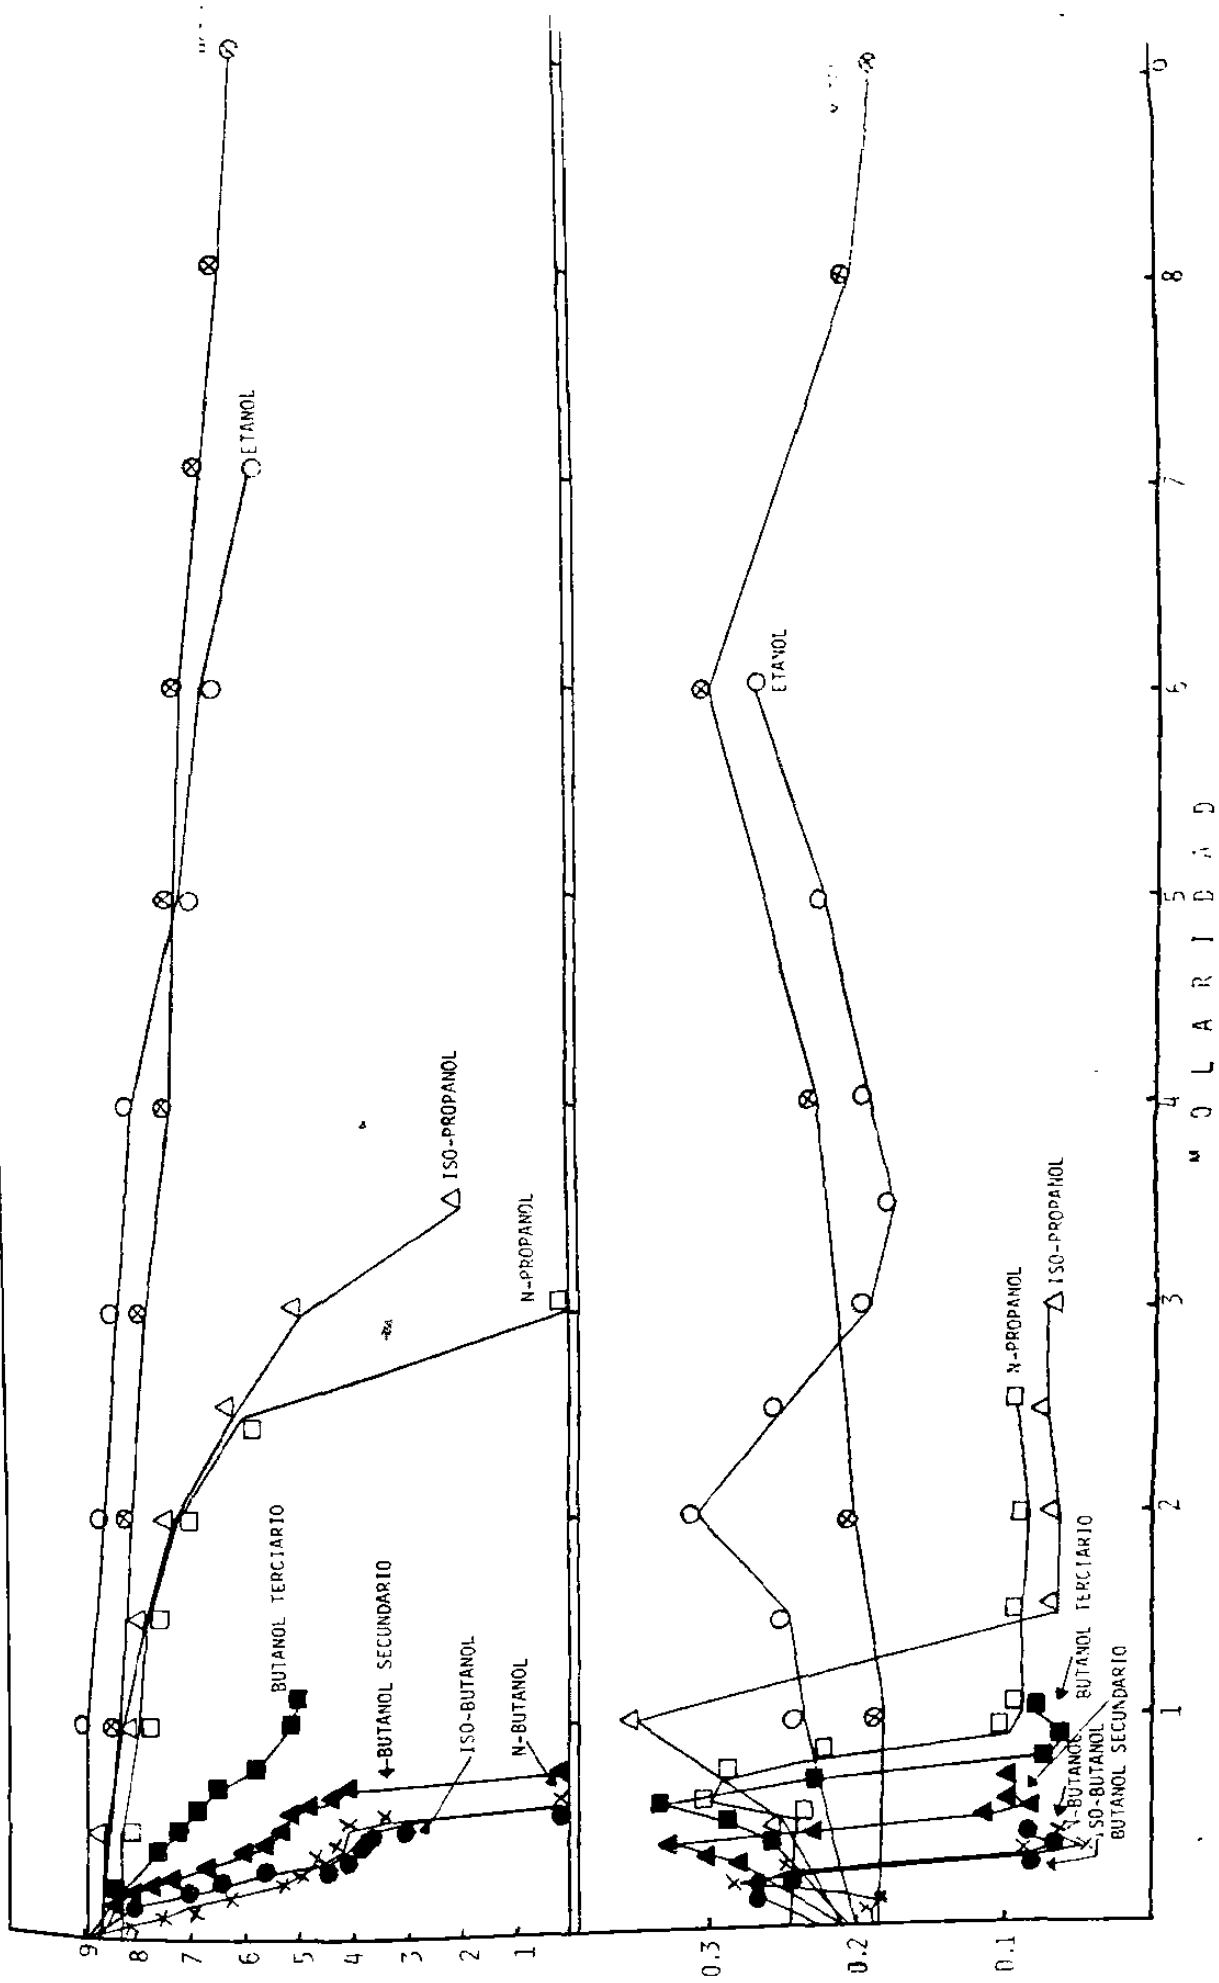 ETANOL
ISO-PROPANOL
N-PROPANOL
BUTANOL TERCIARIO
BUTANOL SECUNDARIO
ISO-BUTANOL
N-BUTANOL
9
8
7
6
5
4
3
2
1
ETANOL
N-PROPANOL
ISO-PROPANOL
BUTANOL TERCIARIO
N-BUTANOL
ISO-BUTANOL
BUTANOL SECUNDARIO
0.3
0.2
0.1
1
2
3
4
5
6
7
8
MOLARIDAD